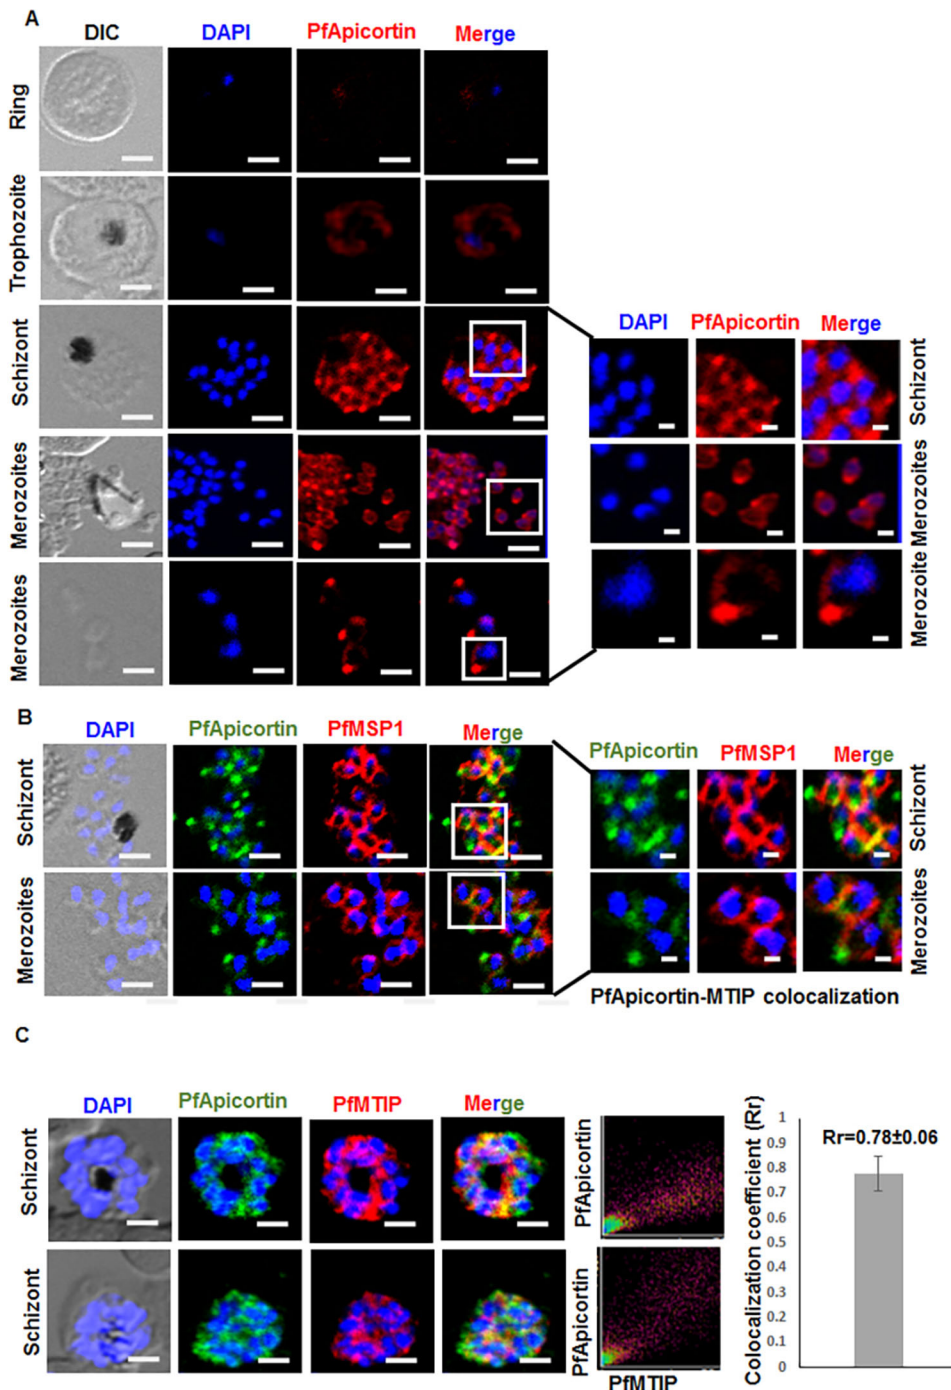 A
DIC DAPI PfApicortin Merge
Ring
Trophozoite
Schizont
Merozoites
Merozoites
DAPI PfApicortin Merge
Schizont
Merozoites
Merozoite
B
DAPI PfApicortin PfMSP1 Merge
Schizont
Merozoites
PfApicortin PfMSP1 Merge
Schizont
Merozoites
PfApicortin-MTIP colocalization
C
DAPI PfApicortin PfMTIP Merge
Schizont
Schizont
PfApicortin
PfApicortin
PfMTIP
Colocalization coefficient (Rr)
Rr=0.78±0.06
1
0.9
0.8
0.7
0.6
0.5
0.4
0.3
0.2
0.1
0